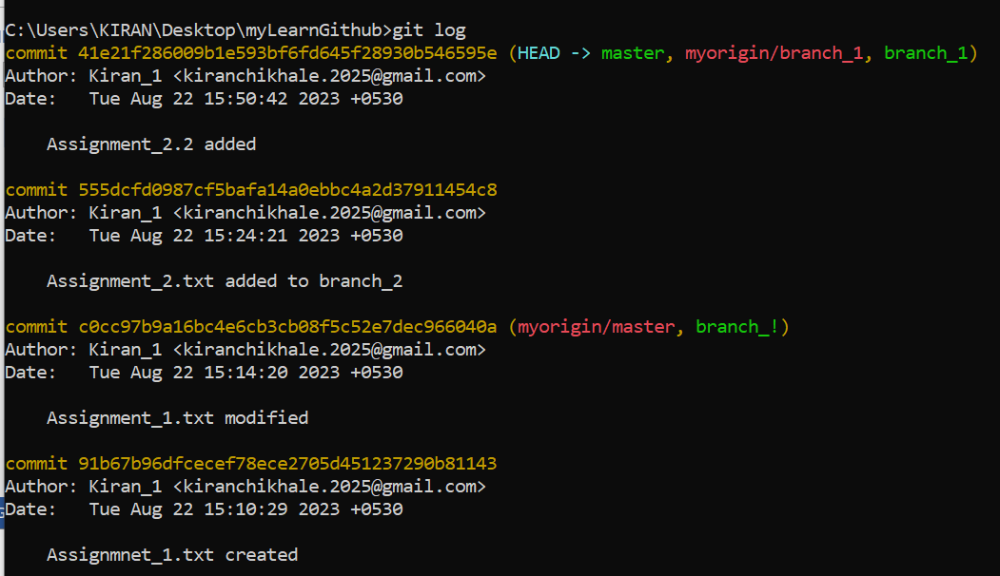 C:\Users\KIRAN\Desktop\myLearnGithub>git log
commit 41e21f286009b1e593bf6fd645f28930b546595e (HEAD -> master, myorigin/branch_1, branch_1)
Author: Kiran_1 <kiranchikhale.2025@gmail.com>
Date:   Tue Aug 22 15:50:42 2023 +0530
    Assignment_2.2 added
commit 555dcfd0987cf5bafa14a0ebbc4a2d37911454c8
Author: Kiran_1 <kiranchikhale.2025@gmail.com>
Date:   Tue Aug 22 15:24:21 2023 +0530
    Assignment_2.txt added to branch_2
commit c0cc97b9a16bc4e6cb3cb08f5c52e7dec966040a (myorigin/master, branch_!)
Author: Kiran_1 <kiranchikhale.2025@gmail.com>
Date:   Tue Aug 22 15:14:20 2023 +0530
    Assignment_1.txt modified
commit 91b67b96dfcecef78ece2705d451237290b81143
Author: Kiran_1 <kiranchikhale.2025@gmail.com>
Date:   Tue Aug 22 15:10:29 2023 +0530
    Assignmnet_1.txt created